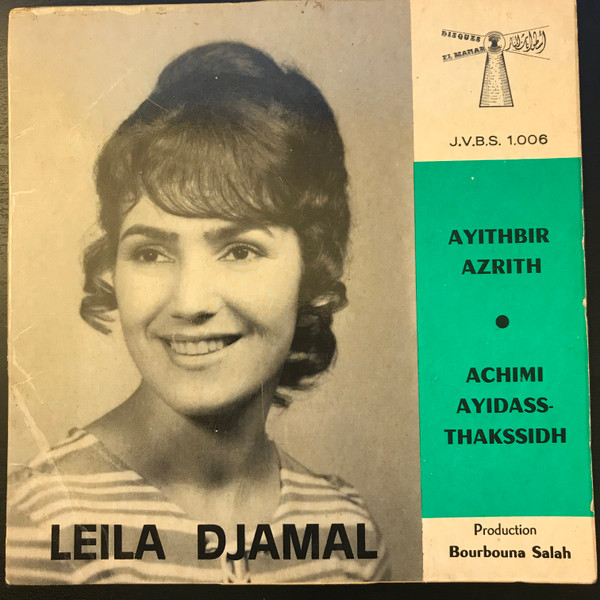 DISQUES
EL MANAR
J.V.B.S. 1.006
AYITHBIR
AZRITH
ACHIMI
AYIDASS-
THAKSSIDH
LEILA DJAMAL
Production
Bourbouna Salah